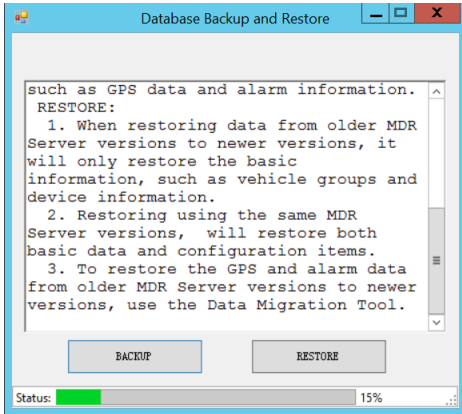 Database Backup and Restore
such as GPS data and alarm information.
RESTORE:
1. When restoring data from older MDR
Server versions to newer versions, it
will only restore the basic
information, such as vehicle groups and
device information.
2. Restoring using the same MDR
Server versions,  will restore both
basic data and configuration items.
3. To restore the GPS and alarm data
from older MDR Server versions to newer
versions, use the Data Migration Tool.
BACKUP RESTORE
Status: 15%